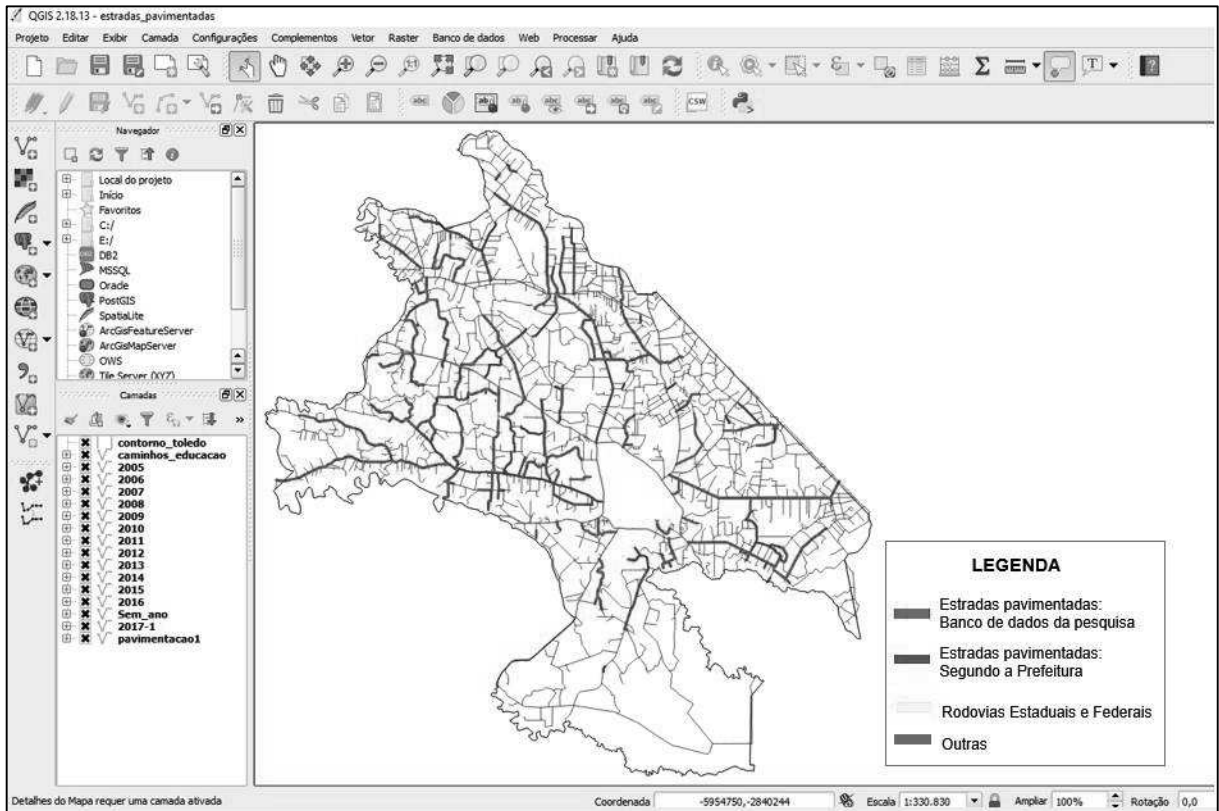 QGIS 2.18.13 - estradas_pavimentadas
Projeto Editar Exibir Camada Configurações Complementos Vetor Raster Banco de dados Web Processar Ajuda
abc abc CSW
Navegador
Local do projeto
Início
Favoritos
C:/
E:/
DB2
MSSQL
Oracle
PostGIS
SpatiaLite
ArcGisFeatureServer
ArcGisMapServer
OWS
Tile Server (XYZ)
Camadas
contorno_toledo
caminhos_educacao
2005
2006
2007
2008
2009
2010
2011
2012
2013
2014
2015
2016
Sem_ano
2017-1
pavimentacao1
LEGENDA
Estradas pavimentadas:
Banco de dados da pesquisa
Estradas pavimentadas:
Segundo a Prefeitura
Rodovias Estaduais e Federais
Outras
Detalhes do Mapa requer uma camada ativada Coordenada -5954750,-2840244 Escala 1:330.830 Ampliar 100% Rotação 0,0